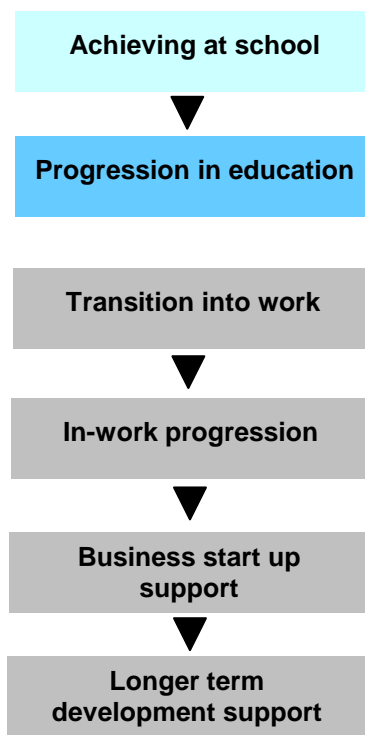 Achieving at school
Progression in education
Transition into work
In-work progression
Business start up
support
Longer term
development support